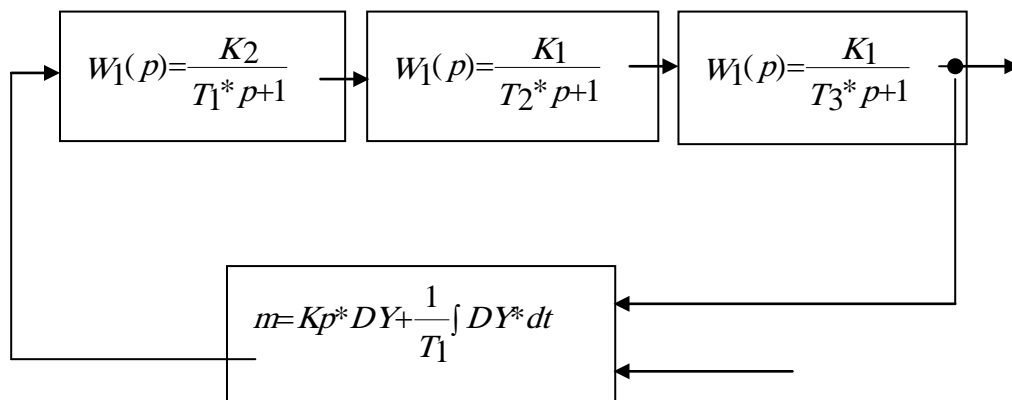 W1(p)=K2/(T1*p+1)
W1(p)=K1/(T2*p+1)
W1(p)=K1/(T3*p+1)
m=Kp*DY+1/T1∫DY*dt